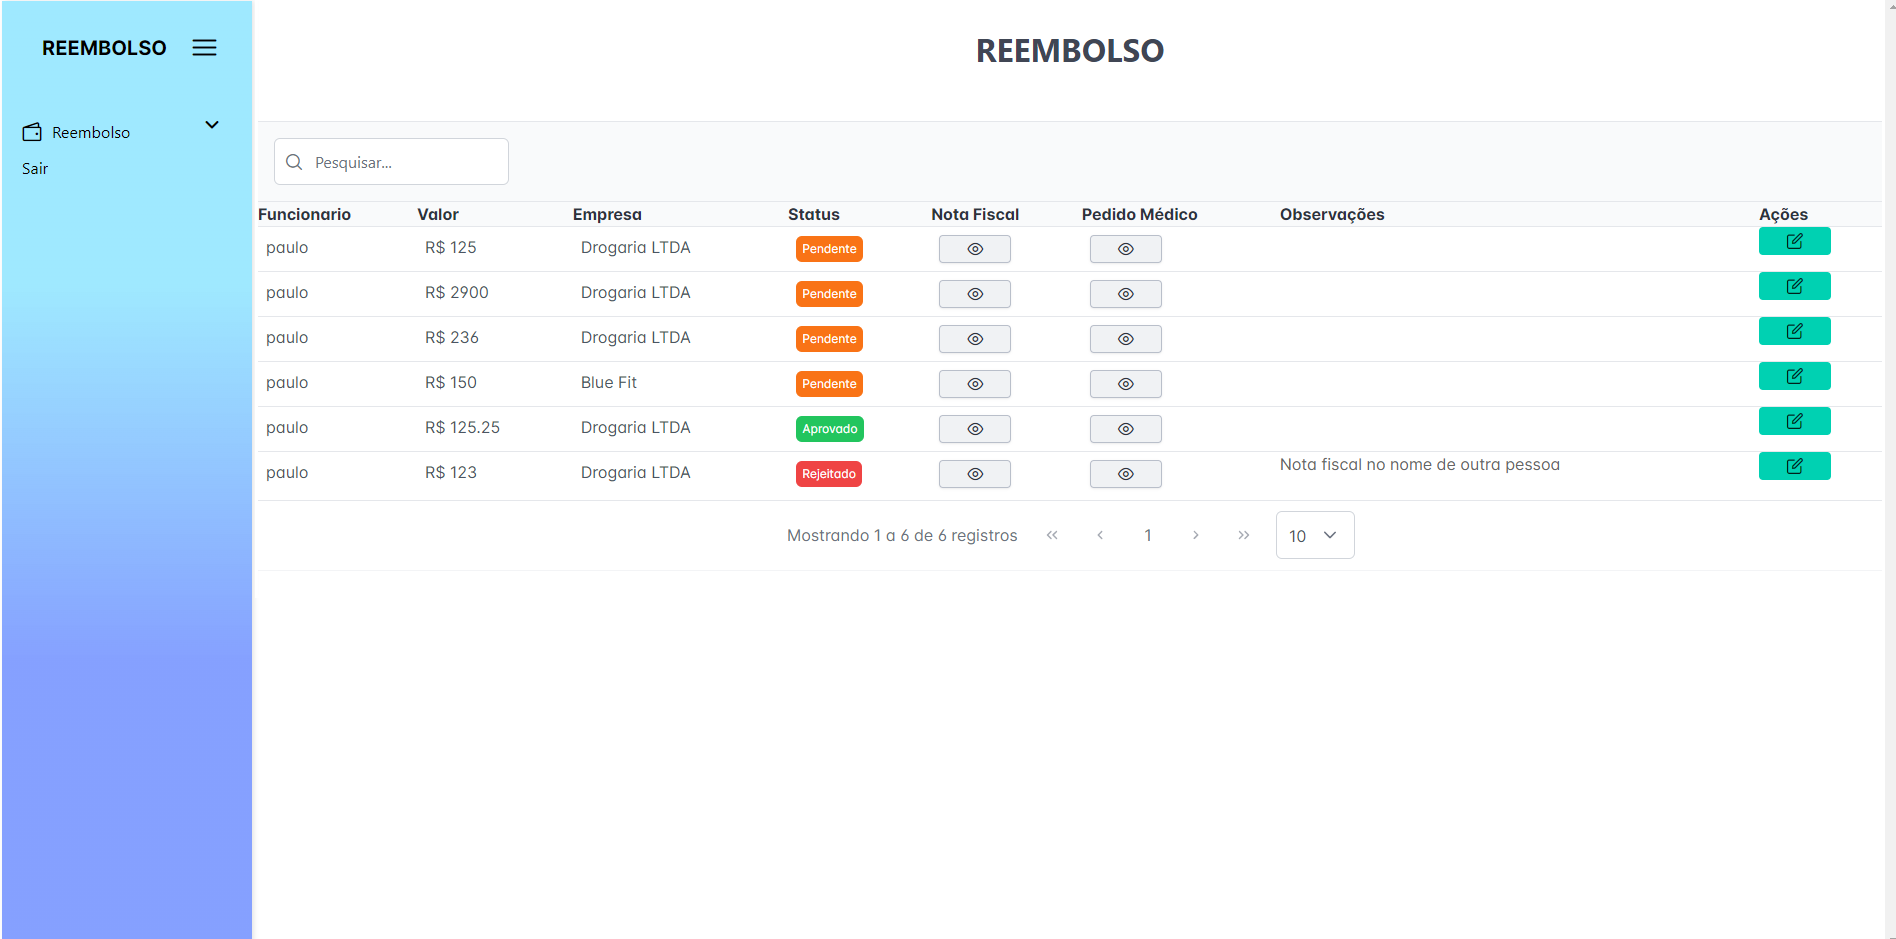 REEMBOLSO
Reembolso
Sair
REEMBOLSO
Pesquisar...
Funcionario Valor Empresa Status Nota Fiscal Pedido Médico Observações Ações
paulo R$ 125 Drogaria LTDA Pendente
paulo R$ 2900 Drogaria LTDA Pendente
paulo R$ 236 Drogaria LTDA Pendente
paulo R$ 150 Blue Fit Pendente
paulo R$ 125.25 Drogaria LTDA Aprovado
paulo R$ 123 Drogaria LTDA Rejeitado Nota fiscal no nome de outra pessoa
Mostrando 1 a 6 de 6 registros 1 10